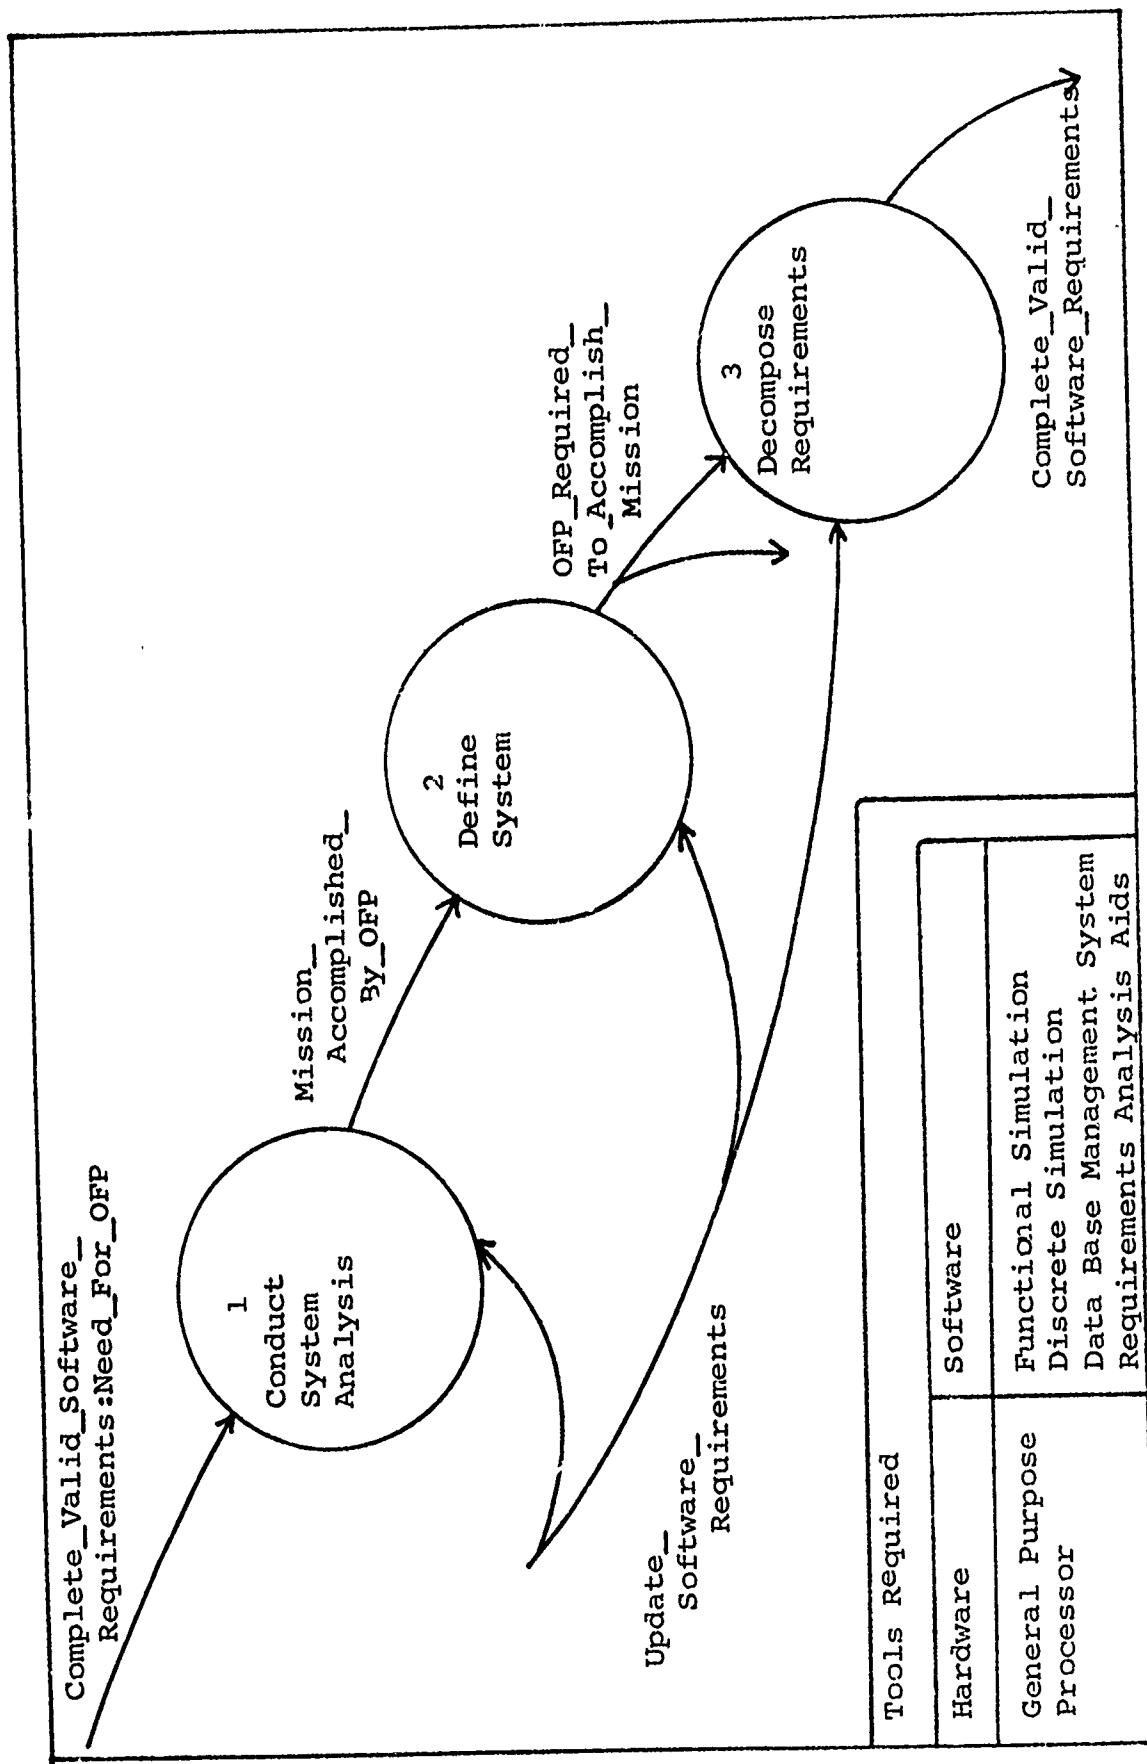 Complete_Valid_Software_
Requirements:Need_For_OFP
1
Conduct
System
Analysis
Mission_
Accomplished_
By_OFP
2
Define
System
OFP_Required_
To_Accomplish_
Mission
3
Decompose
Requirements
Update_
Software_
Requirements
Complete_Valid_
Software_Requirements
Tools Required
Hardware
Software
General Purpose
Processor
Functional Simulation
Discrete Simulation
Data Base Management System
Requirements Analysis Aids